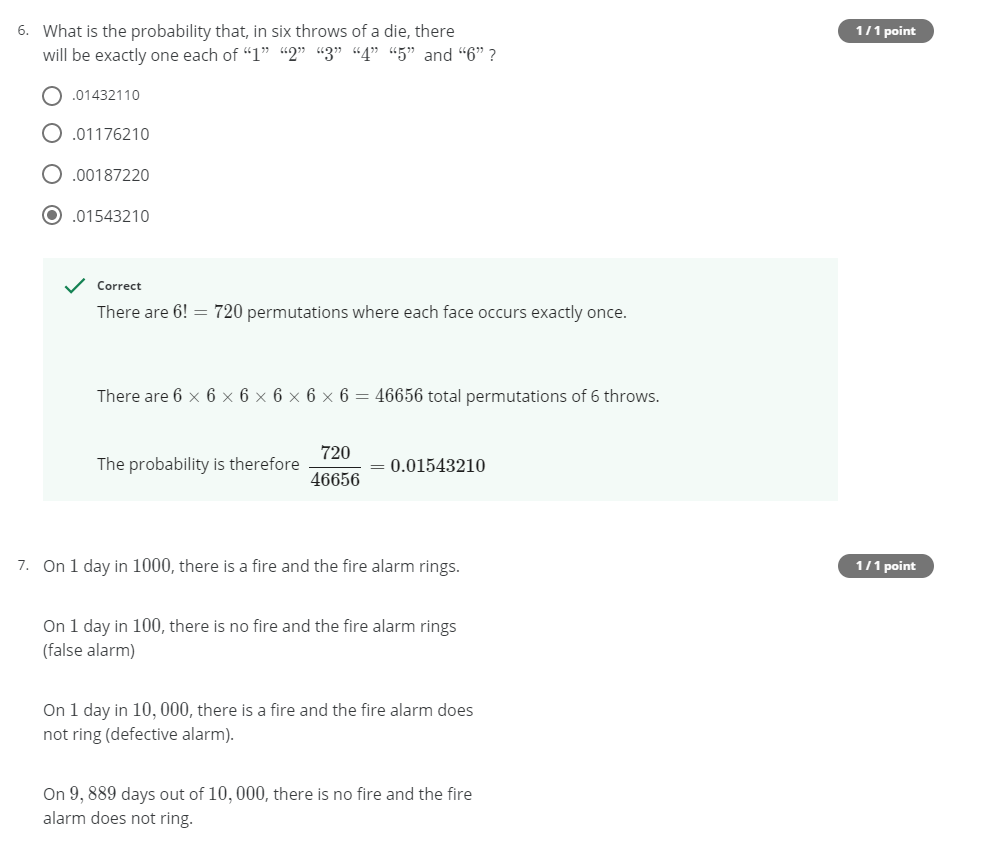 6. What is the probability that, in six throws of a die, there 1 / 1 point
will be exactly one each of “1” “2” “3” “4” “5” and “6” ?
.01432110
.01176210
.00187220
.01543210
Correct
There are 6! = 720 permutations where each face occurs exactly once.
There are 6 × 6 × 6 × 6 × 6 × 6 = 46656 total permutations of 6 throws.
The probability is therefore 720/46656 = 0.01543210
7. On 1 day in 1000, there is a fire and the fire alarm rings. 1 / 1 point
On 1 day in 100, there is no fire and the fire alarm rings
(false alarm)
On 1 day in 10, 000, there is a fire and the fire alarm does
not ring (defective alarm).
On 9, 889 days out of 10, 000, there is no fire and the fire
alarm does not ring.